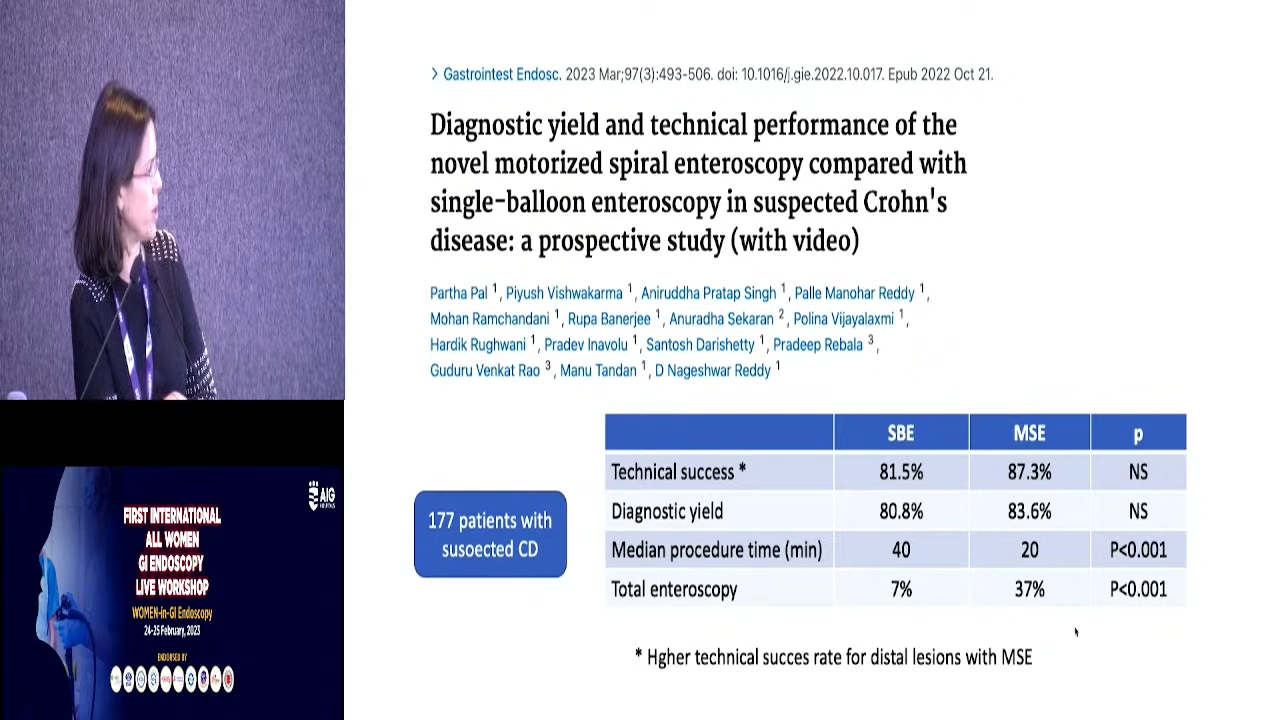 > Gastrointest Endosc. 2023 Mar;97(3):493-506. doi: 10.1016/j.gie.2022.10.017. Epub 2022 Oct 21.
Diagnostic yield and technical performance of the
novel motorized spiral enteroscopy compared with
single-balloon enteroscopy in suspected Crohn's
disease: a prospective study (with video)
Partha Pal 1, Piyush Vishwakarma 1, Aniruddha Pratap Singh 1, Palle Manohar Reddy 1,
Mohan Ramchandani 1, Rupa Banerjee 1, Anuradha Sekaran 2, Polina Vijayalaxmi 1,
Hardik Rughwani 1, Pradev Inavolu 1, Santosh Darishetty 1, Pradeep Rebala 3,
Guduru Venkat Rao 3, Manu Tandan 1, D Nageshwar Reddy 1
177 patients with
susoected CD
SBE MSE p
Technical success * 81.5% 87.3% NS
Diagnostic yield 80.8% 83.6% NS
Median procedure time (min) 40 20 P<0.001
Total enteroscopy 7% 37% P<0.001
* Hgher technical succes rate for distal lesions with MSE
AIG
HOSPITALS
FIRST INTERNATIONAL
ALL WOMEN
GI ENDOSCOPY
LIVE WORKSHOP
WOMEN-in-GI Endoscopy
24-25 February, 2023
ENDORSED BY